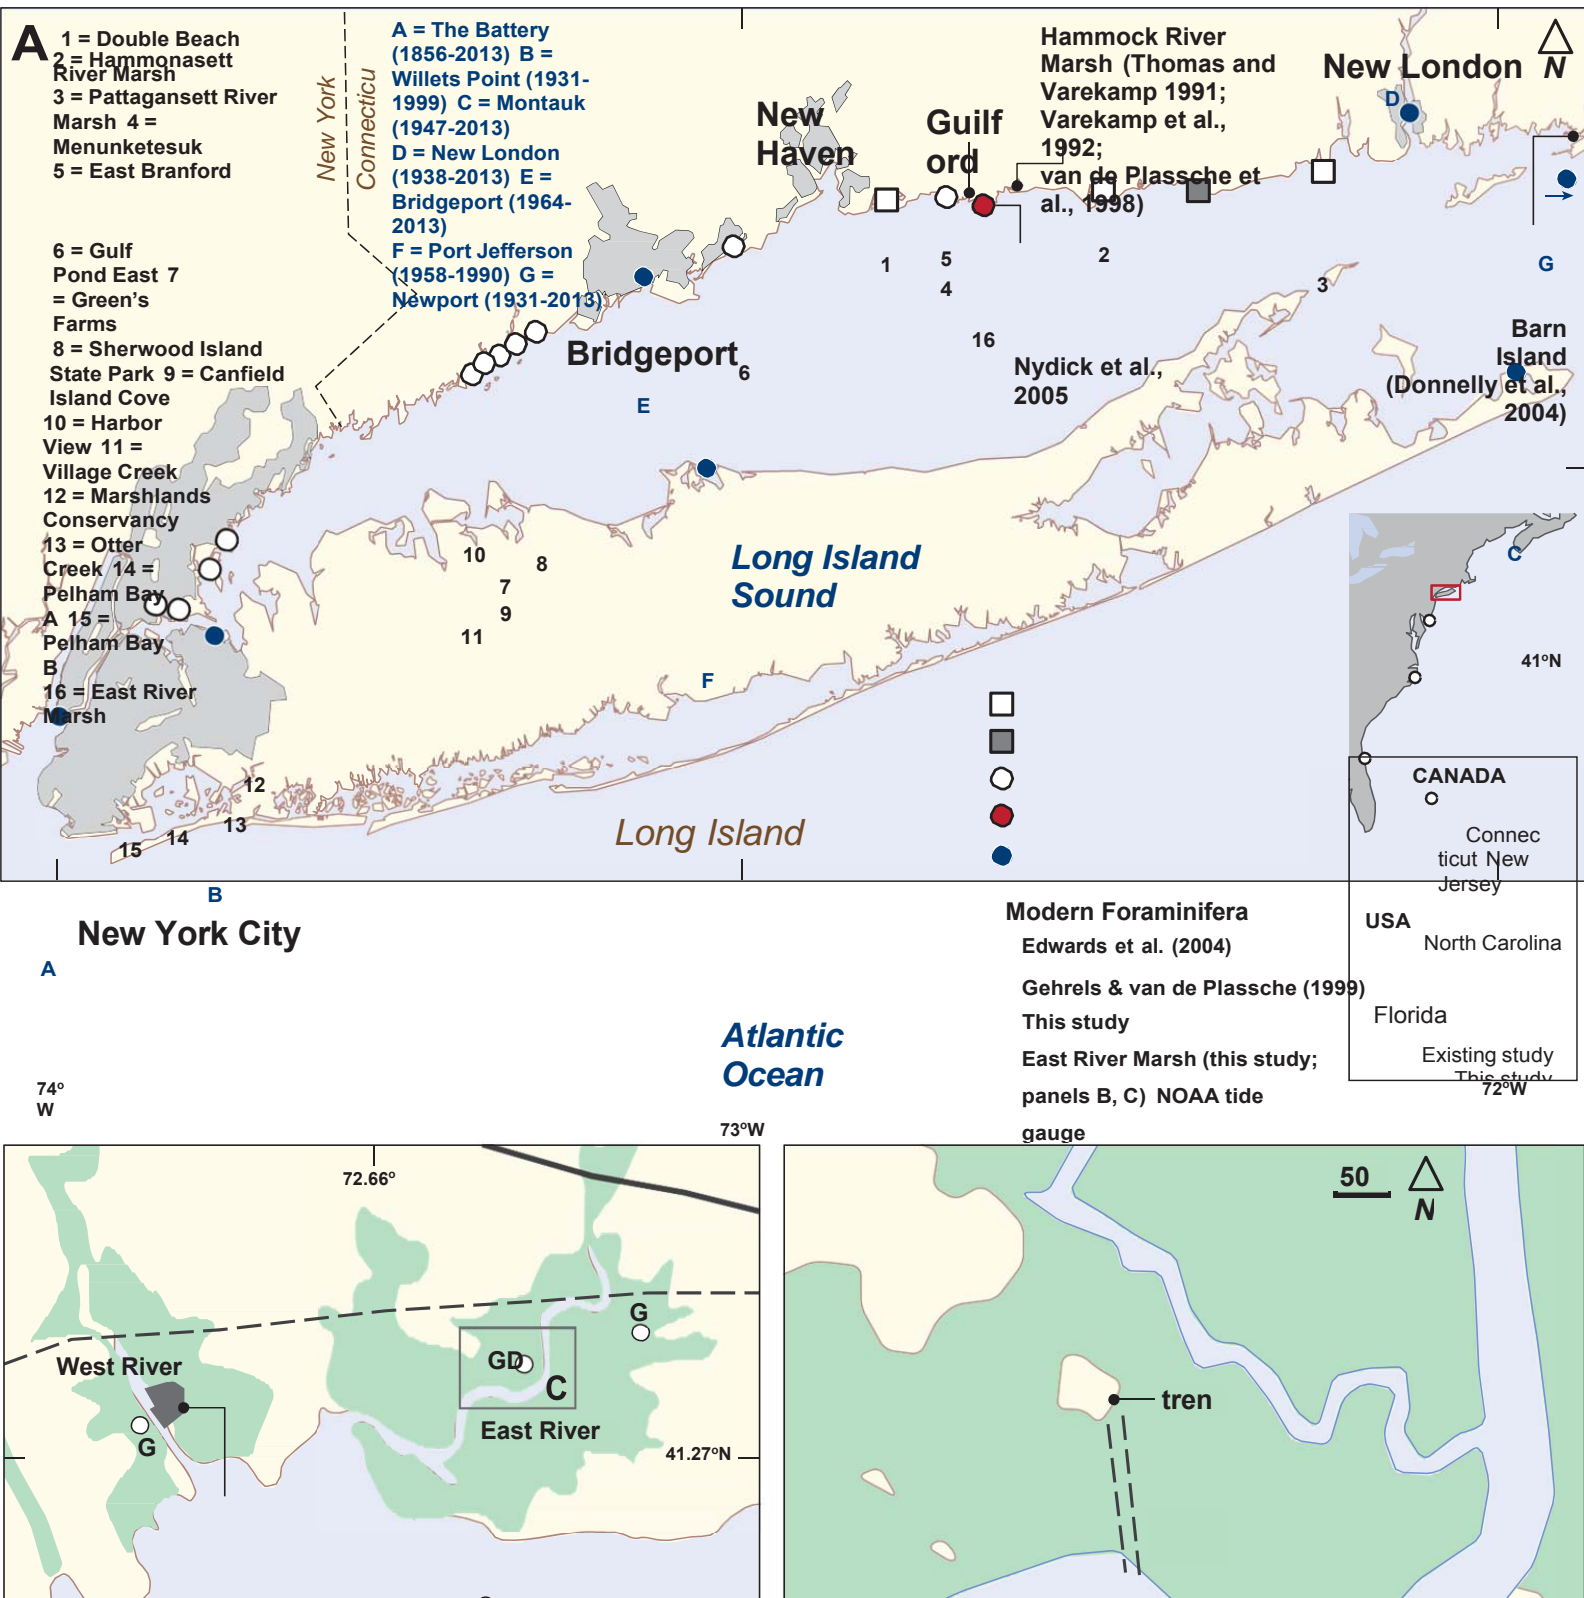 A
1 = Double Beach
2 = Hammonasett
River Marsh
3 = Pattagansett River
Marsh 4 =
Menunketesuk
5 = East Branford
6 = Gulf
Pond East 7
= Green's
Farms
8 = Sherwood Island
State Park 9 = Canfield
Island Cove
10 = Harbor
View 11 =
Village Creek
12 = Marshlands
Conservancy
13 = Otter
Creek 14 =
Pelham Bay
A 15 =
Pelham Bay
B
16 = East River
Marsh
New York
Connecticu
A = The Battery
(1856-2013) B =
Willets Point (1931-
1999) C = Montauk
(1947-2013)
D = New London
(1938-2013) E =
Bridgeport (1964-
2013)
F = Port Jefferson
(1958-1990) G =
Newport (1931-2013)
New
Haven
Guilf
ord
Hammock River
Marsh (Thomas and
Varekamp 1991;
Varekamp et al.,
1992;
van de Plassche et
al., 1998)
New London
N
D
1
5
4
2
3
G
16
Bridgeport
6
E
Nydick et al.,
2005
Barn
Island
(Donnelly et al.,
2004)
10
8
7
9
11
Long Island
Sound
C
41ºN
F
12
13
14
15
Long Island
B
New York City
A
Atlantic
Ocean
74º
W
73ºW
72ºW
Modern Foraminifera
Edwards et al. (2004)
Gehrels & van de Plassche (1999)
This study
East River Marsh (this study;
panels B, C) NOAA tide
gauge
CANADA
Connec
ticut New
Jersey
USA
North Carolina
Florida
Existing study
This study
72.66º
West River
G
GD
C
G
East River
41.27ºN
50
N
tren